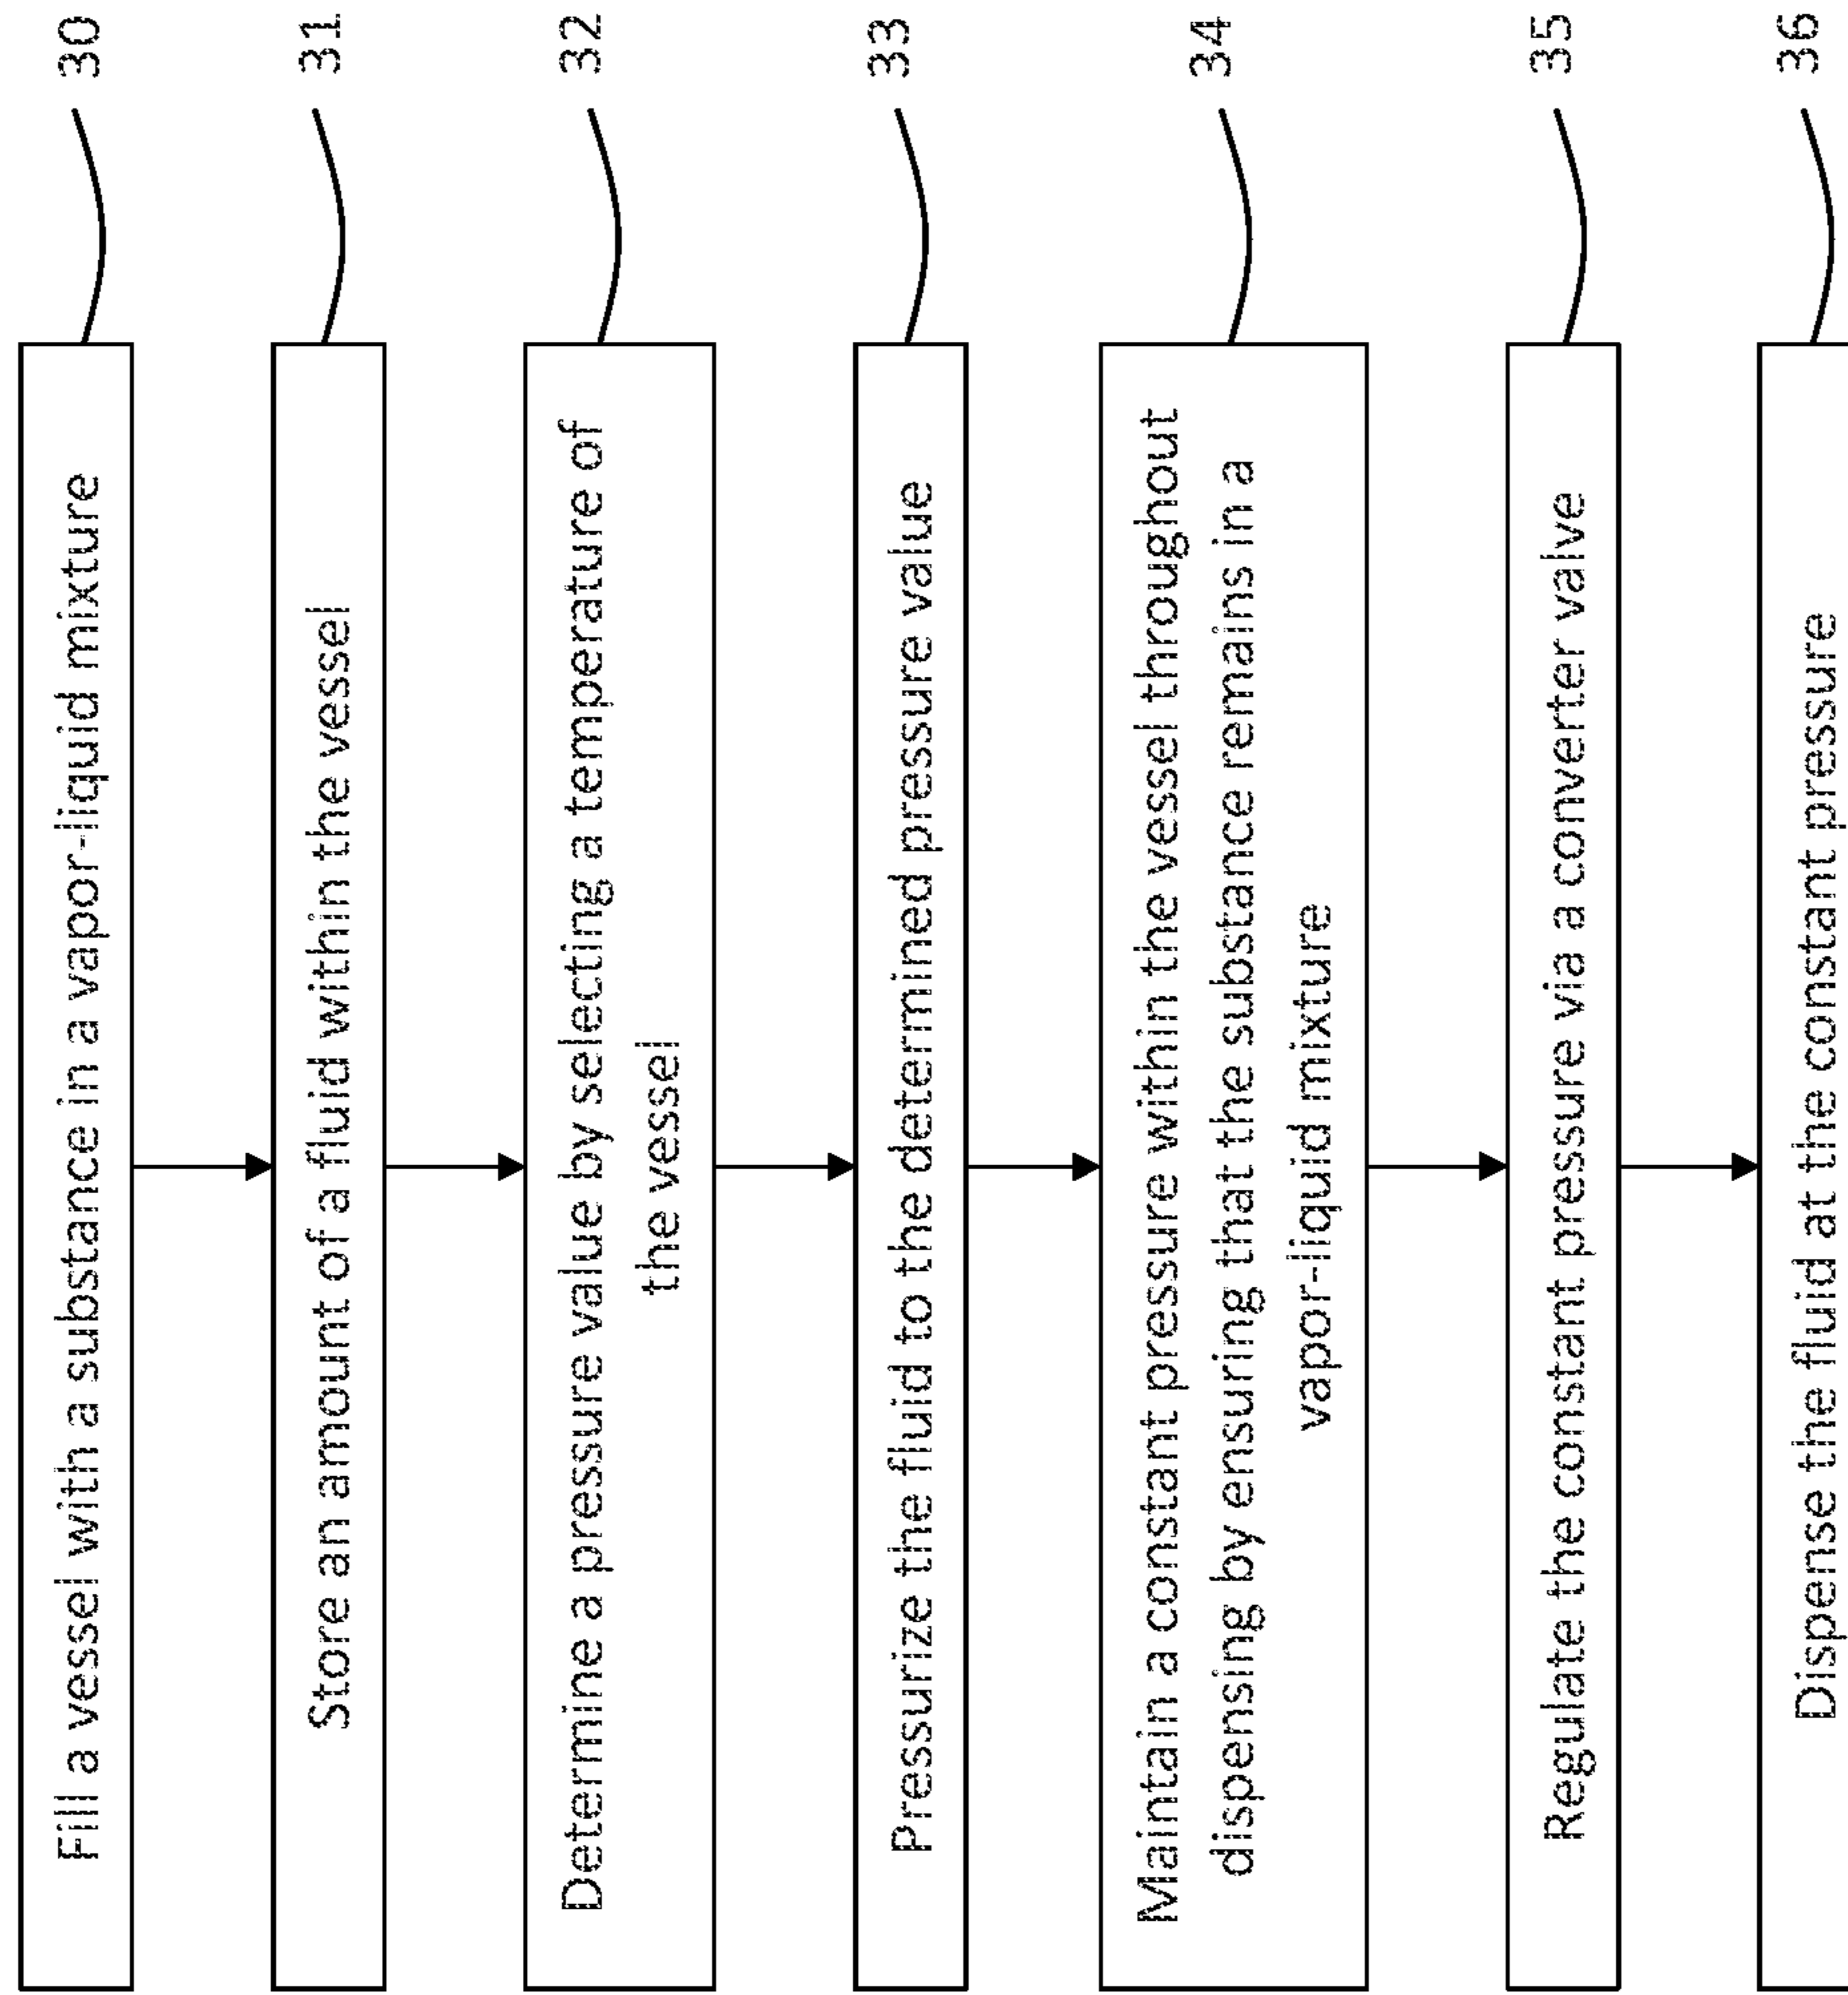 Fill a vessel with a substance in a vapor-liquid mixture
30
Store an amount of a fluid within the vessel
31
Determine a pressure value by selecting a temperature of
the vessel
32
Pressurize the fluid to the determined pressure value
33
Maintain a constant pressure within the vessel throughout
dispensing by ensuring that the substance remains in a
vapor-liquid mixture
34
Regulate the constant pressure via a converter valve
35
Dispense the fluid at the constant pressure
36